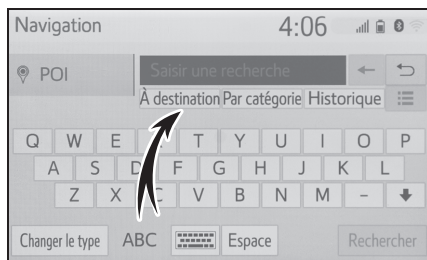 Navigation 4:06
POI Saisir une recherche
À destination Par catégorie Historique
Q W E T Y U I O P
A S D F G H J K L
Z X C V B N M -
Changer le type ABC Espace Rechercher